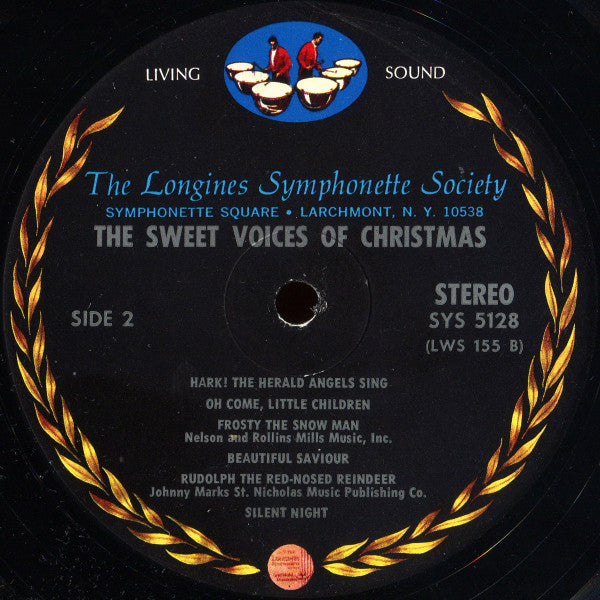 LIVING SOUND
The Longines Symphonette Society
SYMPHONETTE SQUARE • LARCHMONT, N. Y. 10538
THE SWEET VOICES OF CHRISTMAS
STEREO
SIDE 2
SYS 5128
(LWS 155 B)
HARK! THE HERALD ANGELS SING
OH COME, LITTLE CHILDREN
FROSTY THE SNOW MAN
Nelson and Rollins Mills Music, Inc.
BEAUTIFUL SAVIOUR
RUDOLPH THE RED-NOSED REINDEER
Johnny Marks St. Nicholas Music Publishing Co.
SILENT NIGHT